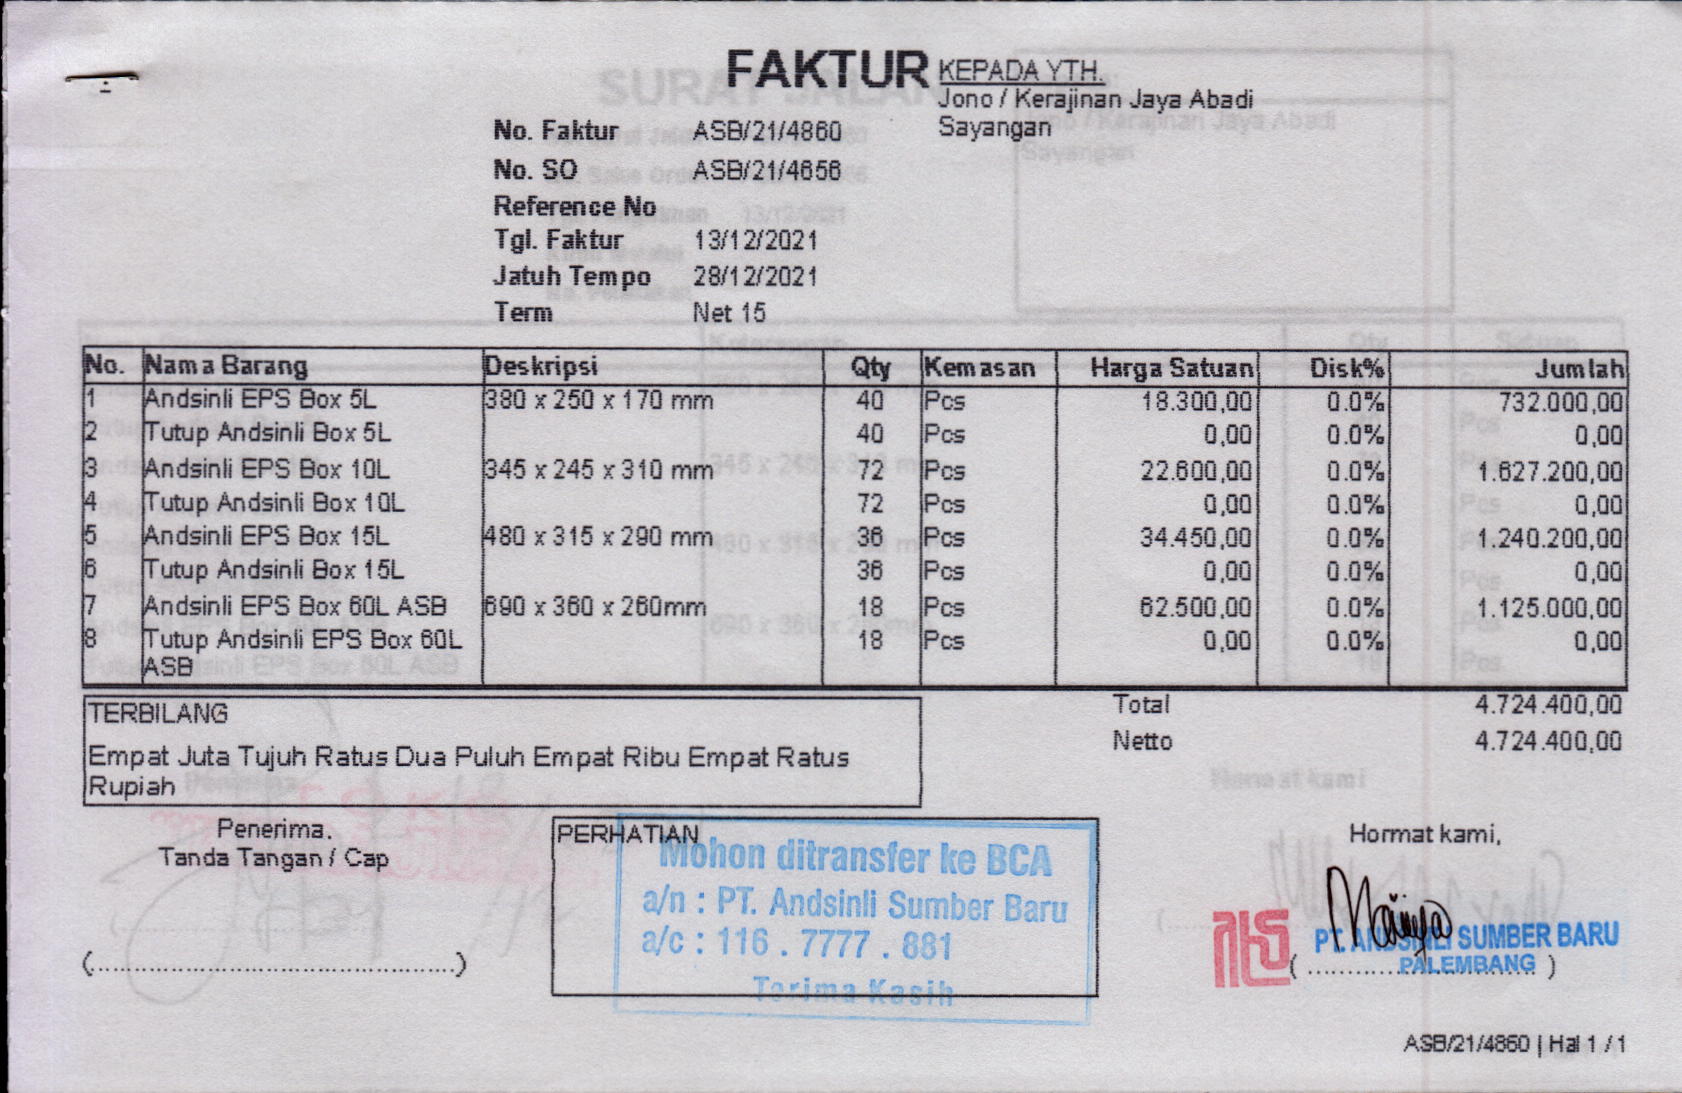 FAKTUR
KEPADA YTH.
Jono / Kerajinan Jaya Abadi
Sayangan
No. Faktur ASB/21/4860
No. SO ASB/21/4656
Reference No
Tgl. Faktur 13/12/2021
Jatuh Tempo 28/12/2021
Term Net 15
No. Nama Barang Deskripsi Qty Kemasan Harga Satuan Disk% Jumlah
1 Andsinli EPS Box 5L 380 x 250 x 170 mm 40 Pcs 18.300,00 0.0% 732.000,00
2 Tutup Andsinli Box 5L 40 Pcs 0,00 0.0% 0,00
3 Andsinli EPS Box 10L 345 x 245 x 310 mm 72 Pcs 22.600,00 0.0% 1.627.200,00
4 Tutup Andsinli Box 10L 72 Pcs 0,00 0.0% 0,00
5 Andsinli EPS Box 15L 480 x 315 x 290 mm 36 Pcs 34.450,00 0.0% 1.240.200,00
6 Tutup Andsinli Box 15L 36 Pcs 0,00 0.0% 0,00
7 Andsinli EPS Box 60L ASB 690 x 360 x 260mm 18 Pcs 62.500,00 0.0% 1.125.000,00
8 Tutup Andsinli EPS Box 60L 18 Pcs 0,00 0.0% 0,00
ASB
Total 4.724.400,00
Netto 4.724.400,00
TERBILANG
Empat Juta Tujuh Ratus Dua Puluh Empat Ribu Empat Ratus
Rupiah
Penerima.
Tanda Tangan / Cap
(..................................................)
PERHATIAN
Mohon ditransfer ke BCA
a/n : PT. Andsinli Sumber Baru
a/c : 116 . 7777 . 881
Terima Kasih
Hormat kami,
PT. ANDSINLI SUMBER BARU
PALEMBANG
ASB/21/4860 | Hal 1 / 1